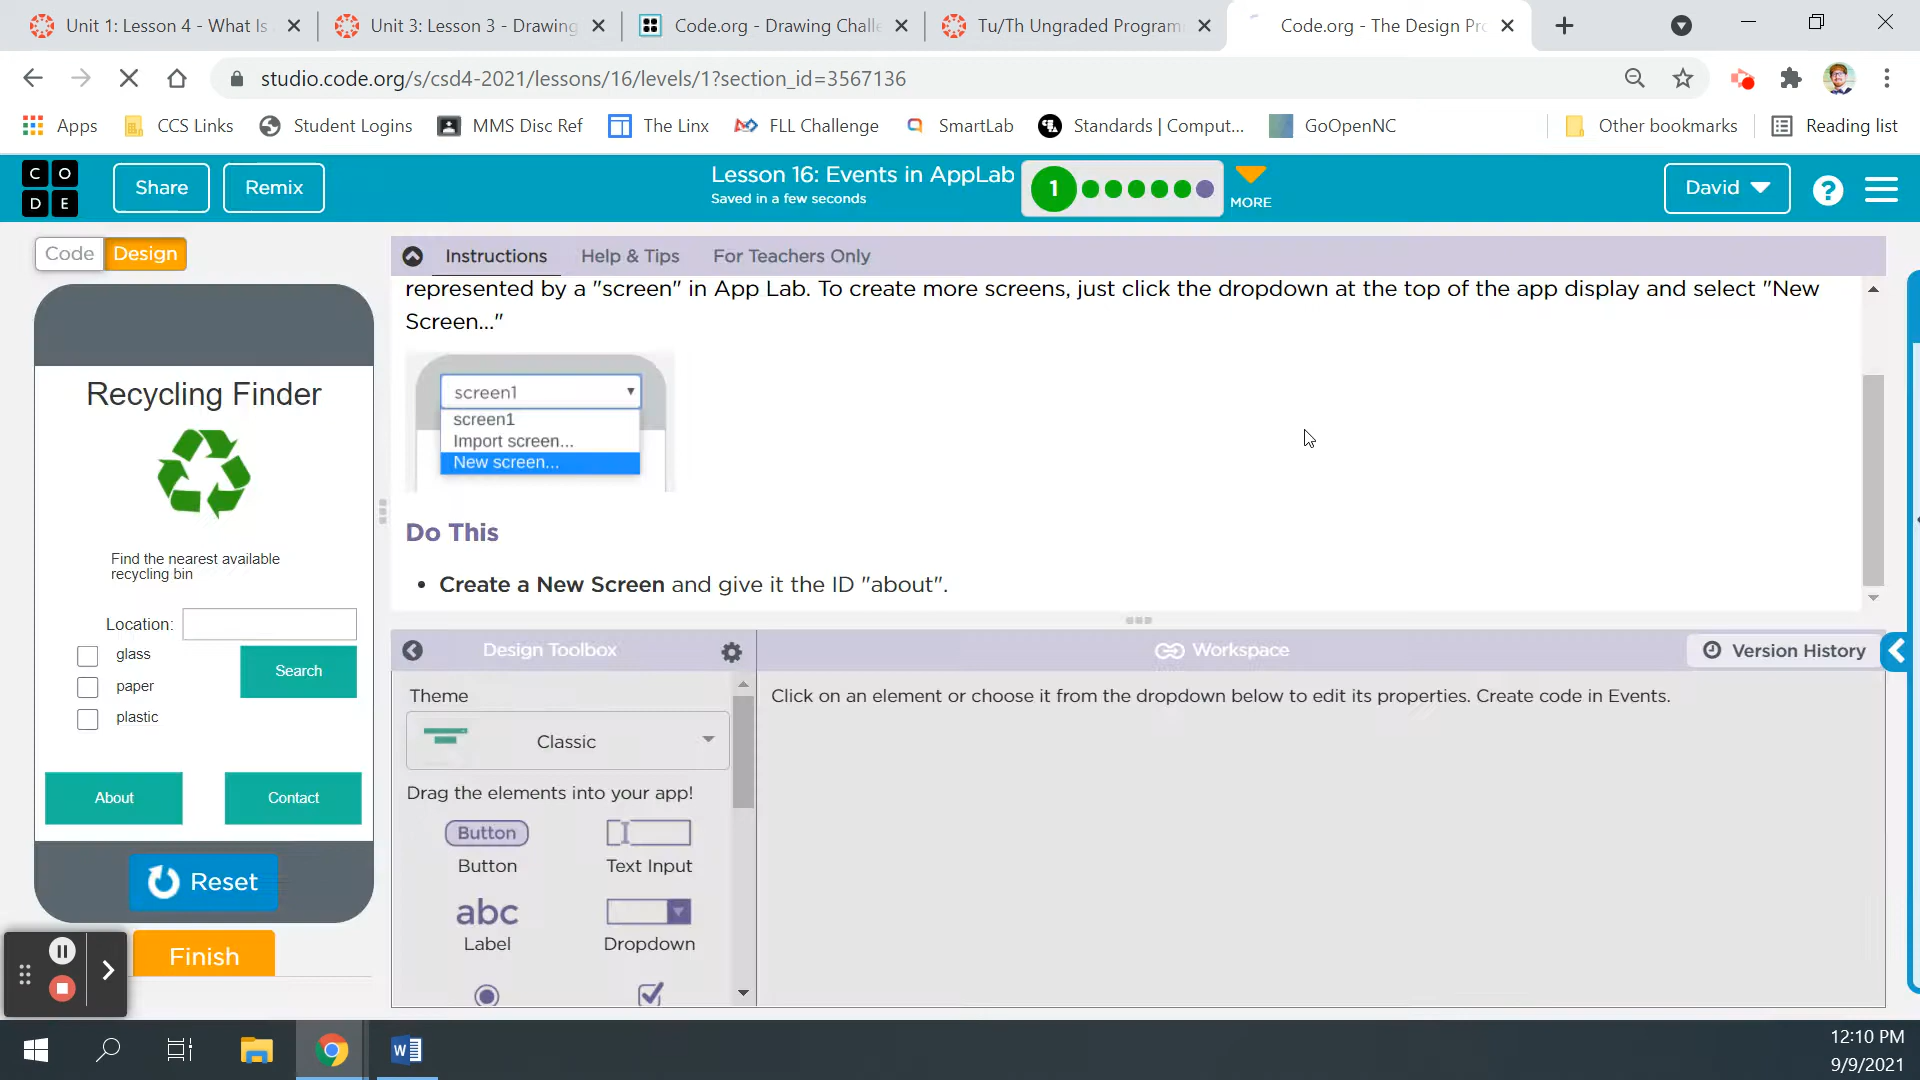 Unit 1: Lesson 4 - What Is
Unit 3: Lesson 3 - Drawing
Code.org - Drawing Challe
Tu/Th Ungraded Programm
Code.org - The Design Pro
studio.code.org/s/csd4-2021/lessons/16/levels/1?section_id=3567136
Apps
CCS Links
Student Logins
MMS Disc Ref
The Linx
FLL Challenge
SmartLab
Standards | Comput...
GoOpenNC
Other bookmarks
Reading list
C O
D E
Share
Remix
Lesson 16: Events in AppLab
Saved in a few seconds
1
MORE
David
?
Code
Design
Instructions
Help & Tips
For Teachers Only
represented by a "screen" in App Lab. To create more screens, just click the dropdown at the top of the app display and select "New
Screen..."
screen1
screen1
Import screen...
New screen...
Do This
• Create a New Screen and give it the ID "about".
Recycling Finder
Find the nearest available
recycling bin
Location:
glass
paper
plastic
Search
About
Contact
Reset
Finish
Design Toolbox
Workspace
Version History
Theme
Classic
Drag the elements into your app!
Button
Button
Text Input
abc
Label
Dropdown
Click on an element or choose it from the dropdown below to edit its properties. Create code in Events.
W
12:10 PM
9/9/2021